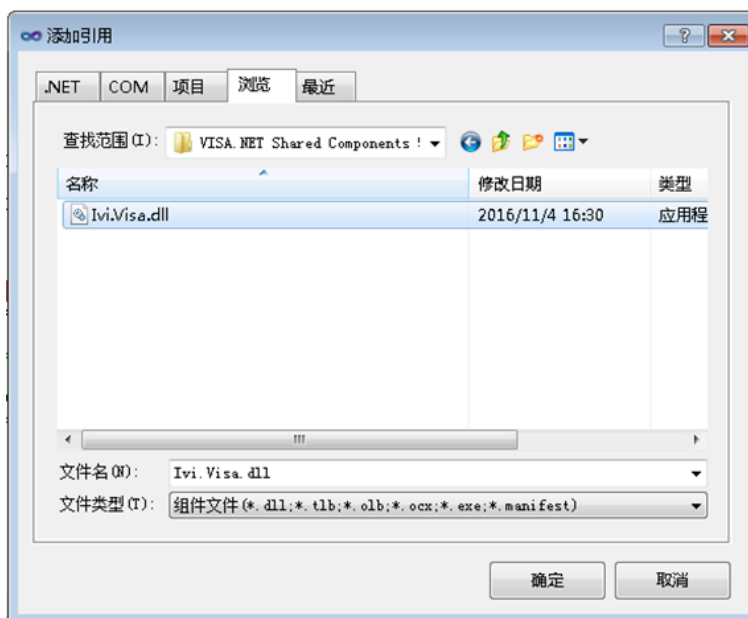 添加引用
.NET COM 项目 浏览 最近
查找范围(I): VISA.NET Shared Components !
名称 修改日期 类型
Ivi.Visa.dll 2016/11/4 16:30 应用程
文件名(N): Ivi.Visa.dll
文件类型(T): 组件文件(*.dll;*.tlb;*.olb;*.ocx;*.exe;*.manifest)
确定 取消